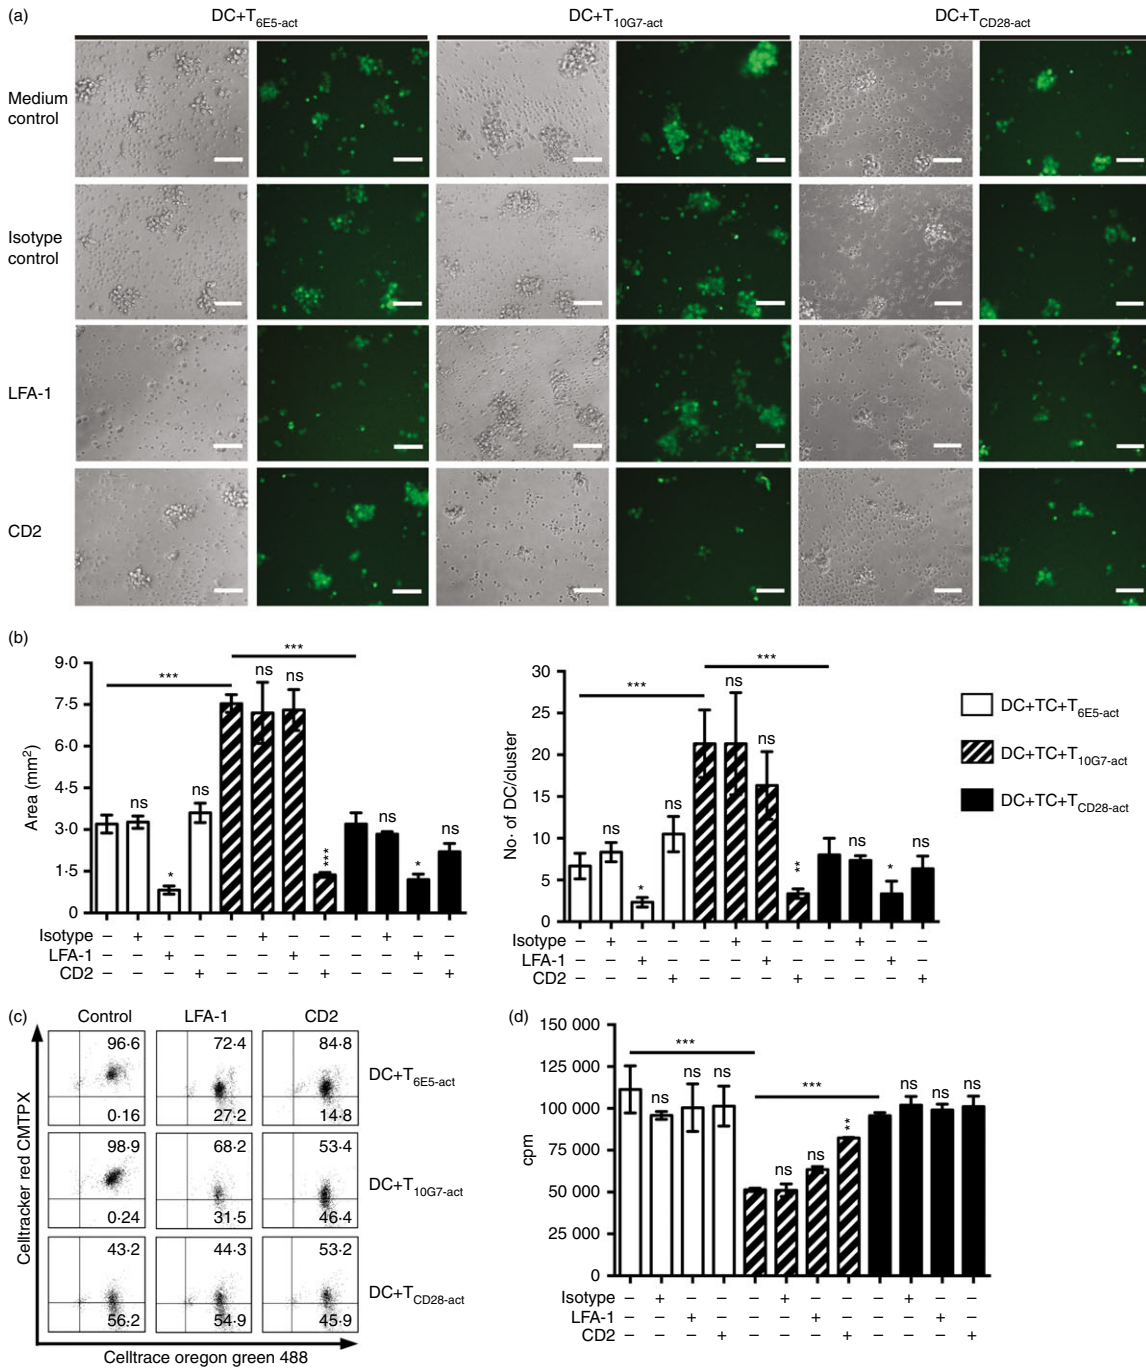 (a)
DC+T6E5-act DC+T10G7-act DC+TCD28-act
Medium
control
Isotype
control
LFA-1
CD2
(b)
9·0
7·5
6·0
4·5
3·0
1·5
0
Area (mm2)
*** ***
ns * ns ns ns *** ns * ns
Isotype – + – – – + – – – + – –
LFA-1 – – + – – – + – – – + –
CD2 – – – + – – – + – – – +
30
25
20
15
10
5
0
No· of DC/cluster
*** ***
ns * ns ns ns ** ns * ns
Isotype – + – – – + – – – + – –
LFA-1 – – + – – – + – – – + –
CD2 – – – + – – – + – – – +
DC+TC+T6E5-act
DC+TC+T10G7-act
DC+TC+TCD28-act
(c)
Control LFA-1 CD2
96·6 72·4 84·8
DC+T6E5-act
0·16 27·2 14·8
98·9 68·2 53·4
DC+T10G7-act
0·24 31·5 46·4
43·2 44·3 53·2
DC+TCD28-act
56·2 54·9 45·9
Celltracker red CMTPX
Celltrace oregon green 488
(d)
150 000
125 000
100 000
75 000
50 000
25 000
0
cpm
*** ***
ns ns ns ns ns ** ns ns ns
Isotype – + – – – + – – – + – –
LFA-1 – – + – – – + – – – + –
CD2 – – – + – – – + – – – +